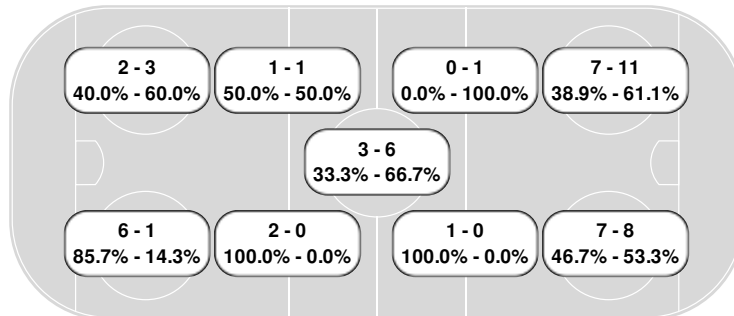 2 - 3
40.0% - 60.0%
1 - 1
50.0% - 50.0%
0 - 1
0.0% - 100.0%
7 - 11
38.9% - 61.1%
3 - 6
33.3% - 66.7%
6 - 1
85.7% - 14.3%
2 - 0
100.0% - 0.0%
1 - 0
100.0% - 0.0%
7 - 8
46.7% - 53.3%